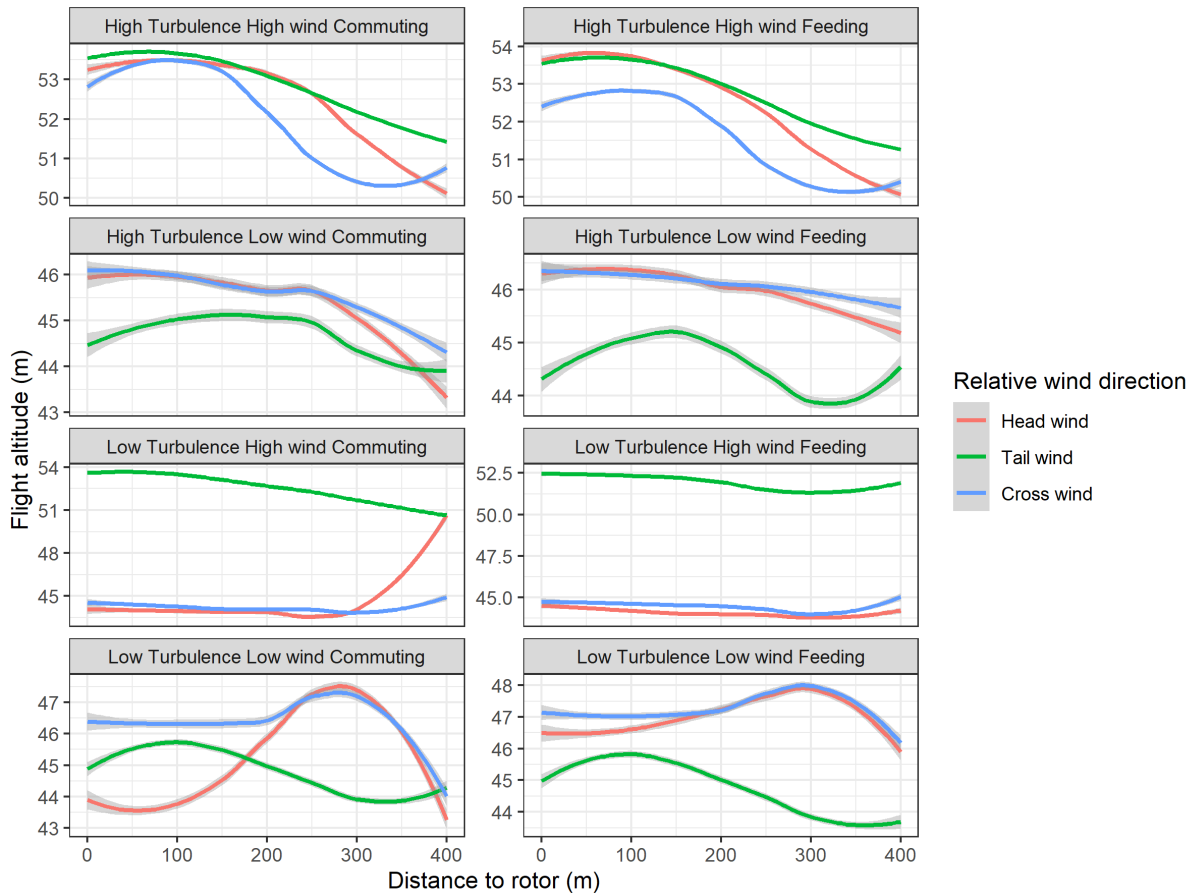 High Turbulence High wind Commuting
High Turbulence High wind Feeding
53
52
51
50
54
53
52
51
50
High Turbulence Low wind Commuting
High Turbulence Low wind Feeding
46
45
44
43
46
45
44
Low Turbulence High wind Commuting
Low Turbulence High wind Feeding
54
51
48
45
52.5
50.0
47.5
45.0
Low Turbulence Low wind Commuting
Low Turbulence Low wind Feeding
47
46
45
44
43
48
47
46
45
44
0 100 200 300 400
0 100 200 300 400
Distance to rotor (m)
Flight altitude (m)
Relative wind direction
Head wind
Tail wind
Cross wind